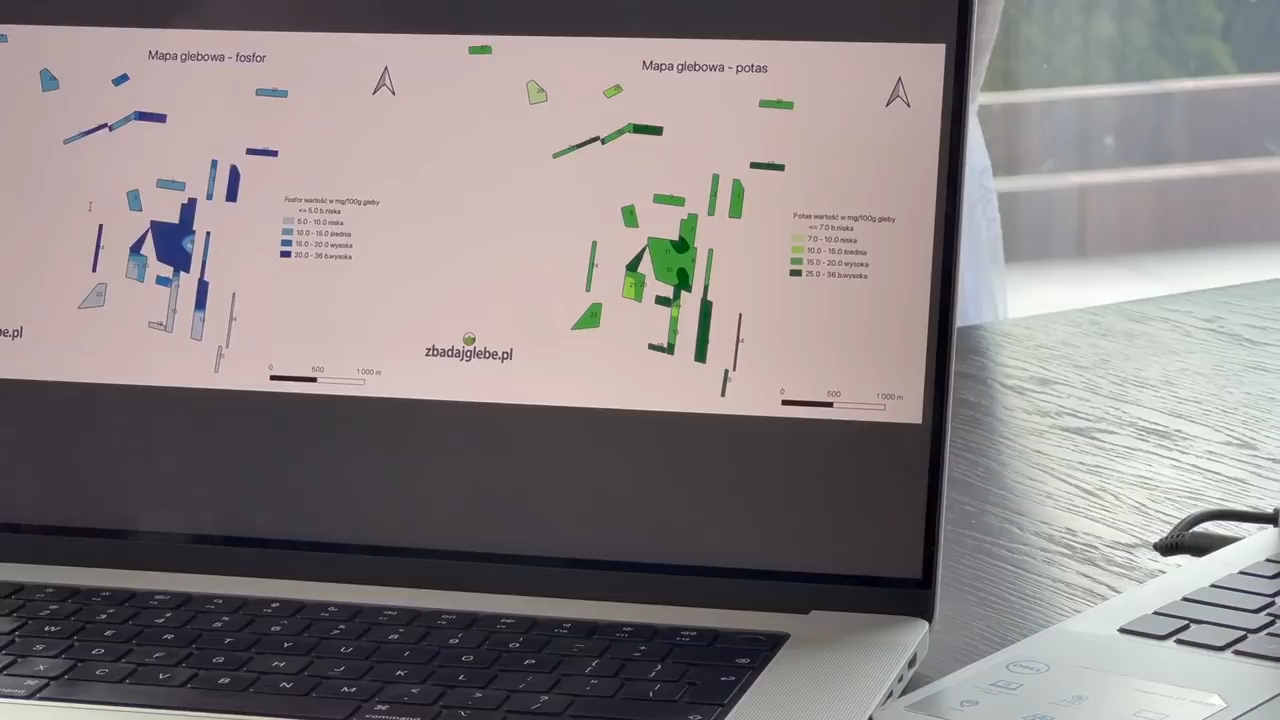 Mapa glebowa - fosfor
Fosfor wartość w mg/100g gleby
<= 5.0 b.niska
5.0 - 10.0 niska
10.0 - 15.0 średnia
15.0 - 20.0 wysoka
20.0 - 36 b.wysoka
0 500 1 000 m
be.pl
Mapa glebowa - potas
Potas wartość w mg/100g gleby
<= 7.0 b.niska
7.0 - 10.0 niska
10.0 - 15.0 średnia
15.0 - 20.0 wysoka
25.0 - 36 b.wysoka
zbadajglebe.pl
0 500 1 000 m
W E R T Y U I O P
S D F G H J K L
X C V B N M
command
command
DELL